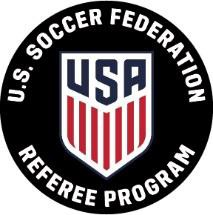 U.S. SOCCER FEDERATION
USA
REFEREE PROGRAM